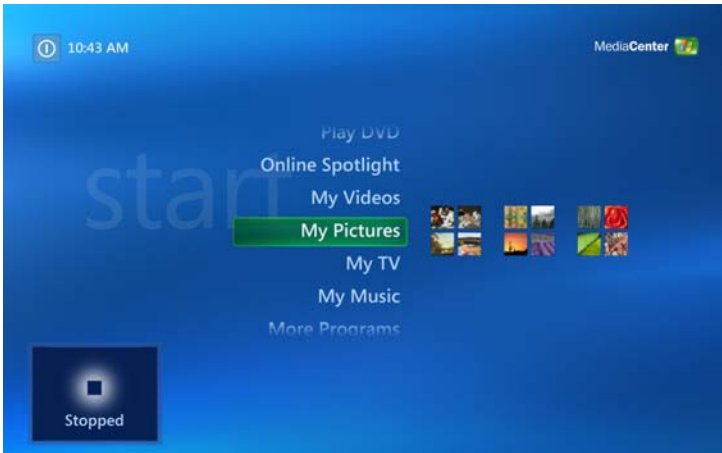 10:43 AM
MediaCenter
start
Play DVD
Online Spotlight
My Videos
My Pictures
My TV
My Music
More Programs
Stopped